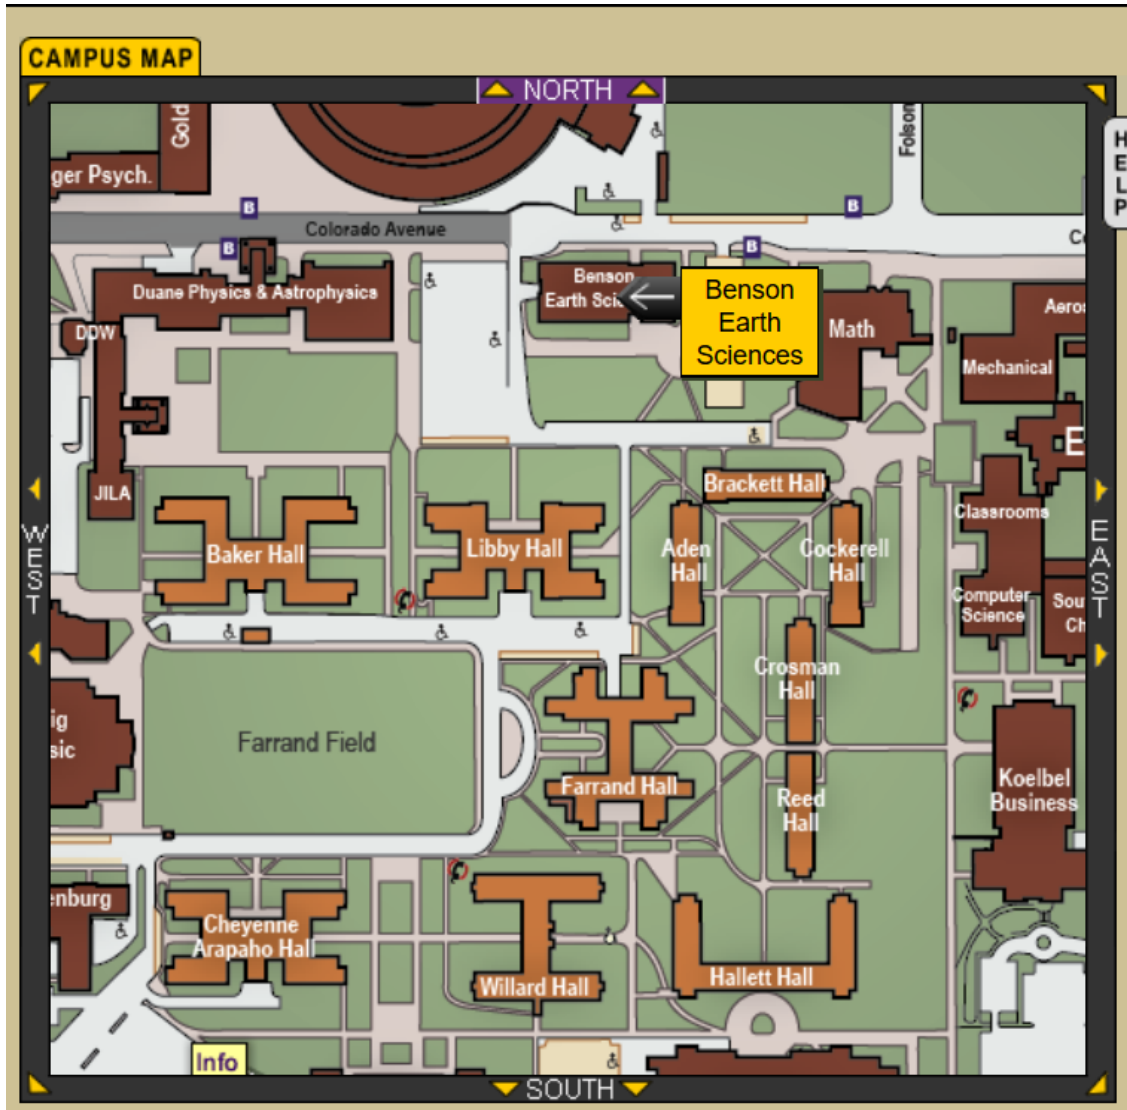 CAMPUS MAP
NORTH
HELP
Gold
ger Psych.
Folsom
B
B
Colorado Avenue
B
B
Co
Duane Physics & Astrophysics
DDW
Benson
Earth Sci
Benson
Earth
Sciences
Math
Aeros
Mechanical
E
JILA
Brackett Hall
Classrooms
WEST
EAST
Baker Hall
Libby Hall
Aden
Hall
Cockerell
Hall
Computer
Science
Sou
Ch
Crosman
Hall
ig
sic
Farrand Field
Farrand Hall
Reed
Hall
Koelbel
Business
enburg
Cheyenne
Arapaho Hall
Willard Hall
Hallett Hall
Info
SOUTH